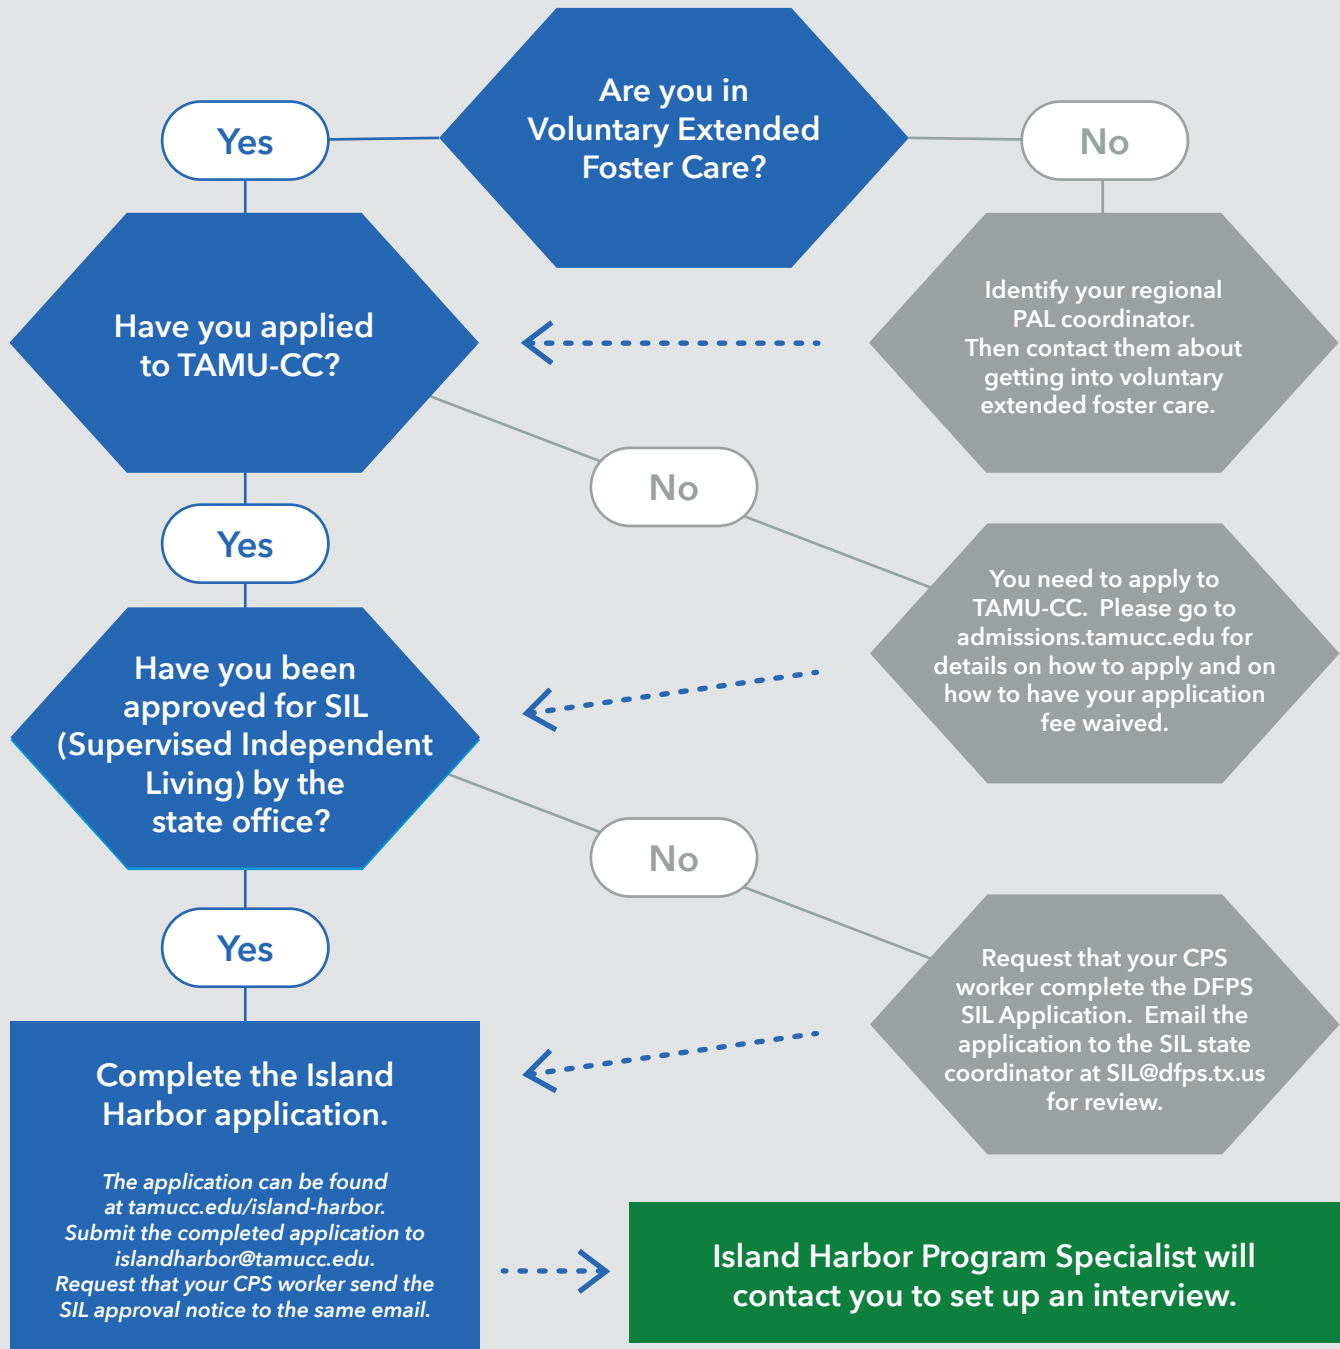 Are you in
Voluntary Extended
Foster Care?
Yes
No
Have you applied
to TAMU-CC?
Identify your regional
PAL coordinator.
Then contact them about
getting into voluntary
extended foster care.
No
Yes
You need to apply to
TAMU-CC.  Please go to
admissions.tamucc.edu for
details on how to apply and on
how to have your application
fee waived.
Have you been
approved for SIL
(Supervised Independent
Living) by the
state office?
No
Yes
Request that your CPS
worker complete the DFPS
SIL Application.  Email the
application to the SIL state
coordinator at SIL@dfps.tx.us
for review.
Complete the Island
Harbor application.
The application can be found
at tamucc.edu/island-harbor.
Submit the completed application to
islandharbor@tamucc.edu.
Request that your CPS worker send the
SIL approval notice to the same email.
Island Harbor Program Specialist will
contact you to set up an interview.